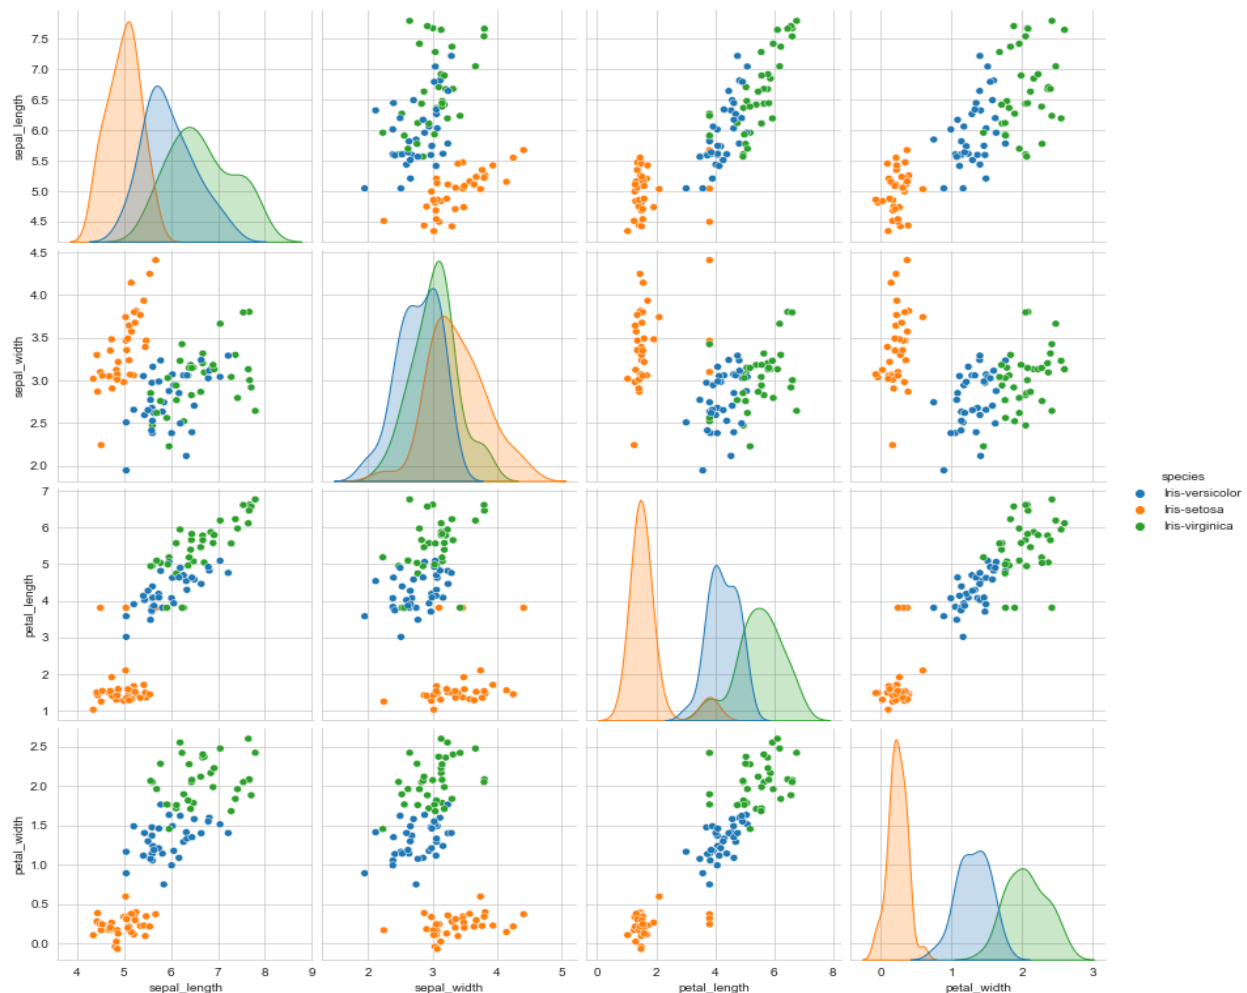 sepal_length
7.5
7.0
6.5
6.0
5.5
5.0
4.5
sepal_width
4.5
4.0
3.5
3.0
2.5
2.0
species
Iris-versicolor
Iris-setosa
Iris-virginica
petal_length
7
6
5
4
3
2
1
petal_width
2.5
2.0
1.5
1.0
0.5
0.0
4 5 6 7 8 9
2 3 4 5
0 2 4 6 8
0 1 2 3
sepal_length
sepal_width
petal_length
petal_width